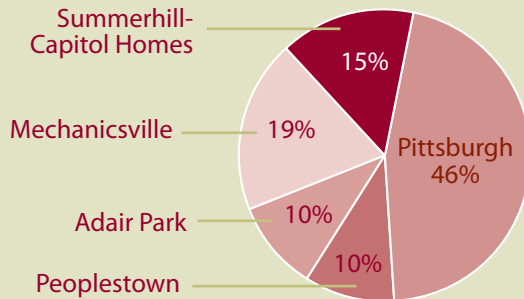 Summerhill-
Capitol Homes
15%
Mechanicsville
19%
Pittsburgh
46%
Adair Park
10%
Peoplestown
10%